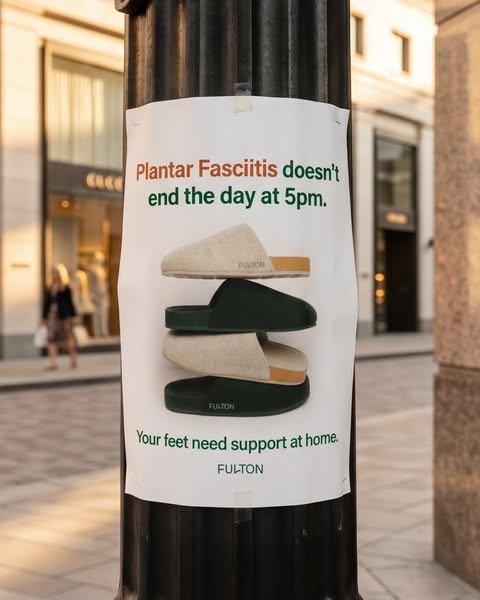 Plantar Fasciitis doesn't
end the day at 5pm.
FULTON
FULTON
Your feet need support at home.
FULTON